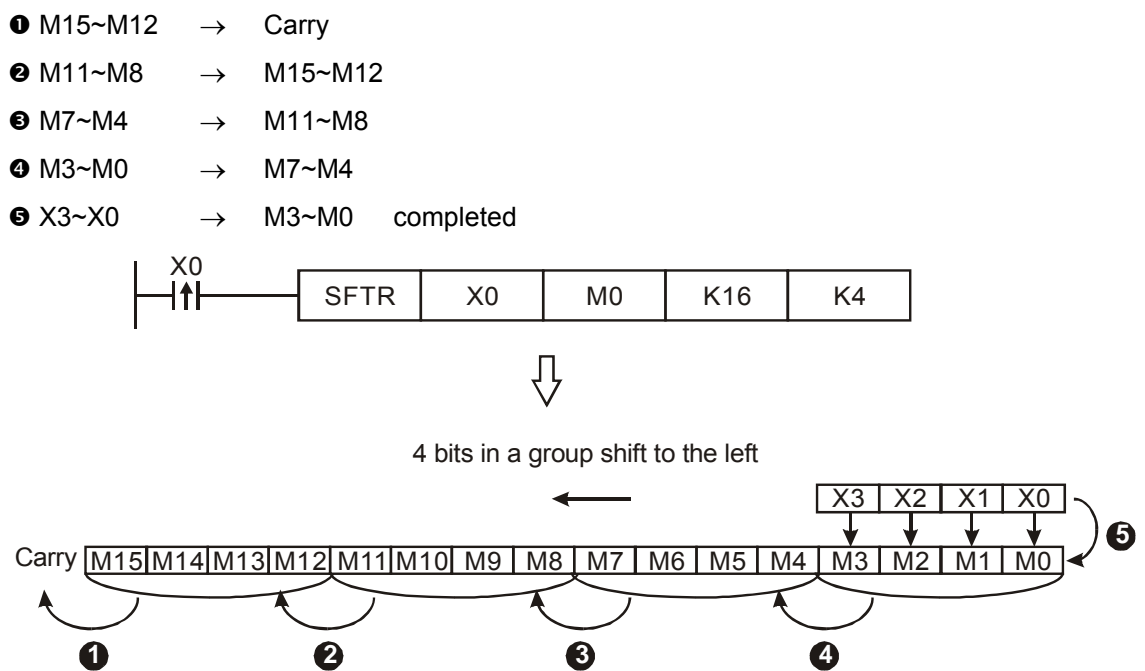 ❶ M15~M12 → Carry
❷ M11~M8 → M15~M12
❸ M7~M4 → M11~M8
❹ M3~M0 → M7~M4
❺ X3~X0 → M3~M0 completed
X0
SFTR X0 M0 K16 K4
4 bits in a group shift to the left
X3 X2 X1 X0
❺
Carry M15 M14 M13 M12 M11 M10 M9 M8 M7 M6 M5 M4 M3 M2 M1 M0
❶ ❷ ❸ ❹